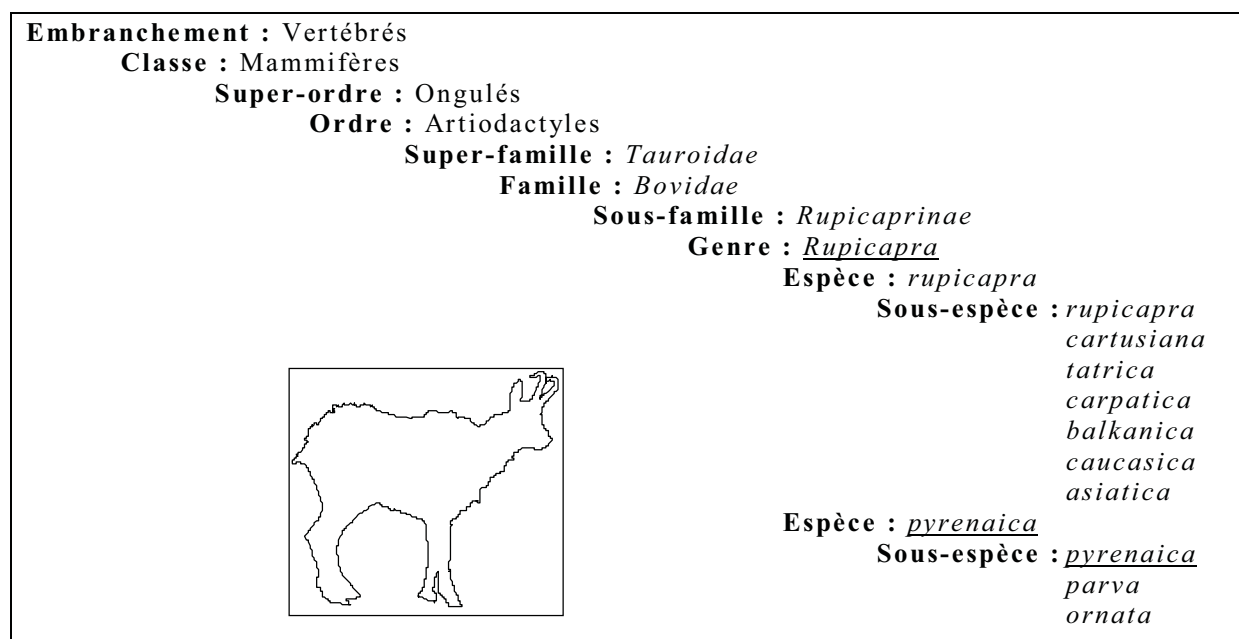 Embranchement : Vertébrés
Classe : Mammifères
Super-ordre : Ongulés
Ordre : Artiodactyles
Super-famille : Tauroidae
Famille : Bovidae
Sous-famille : Rupicaprinae
Genre : Rupicapra
Espèce : rupicapra
Sous-espèce : rupicapra
cartusiana
tatrica
carpatica
balkanica
caucasica
asiatica
Espèce : pyrenaica
Sous-espèce : pyrenaica
parva
ornata